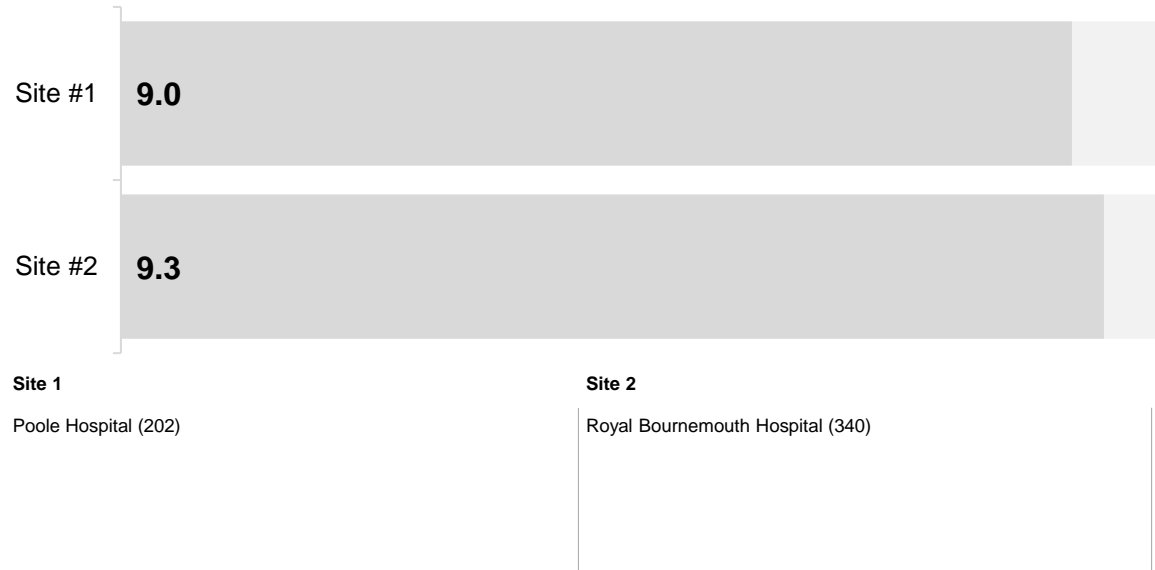 Site #1
9.0
Site #2
9.3
Site 1
Site 2
Poole Hospital (202)
Royal Bournemouth Hospital (340)